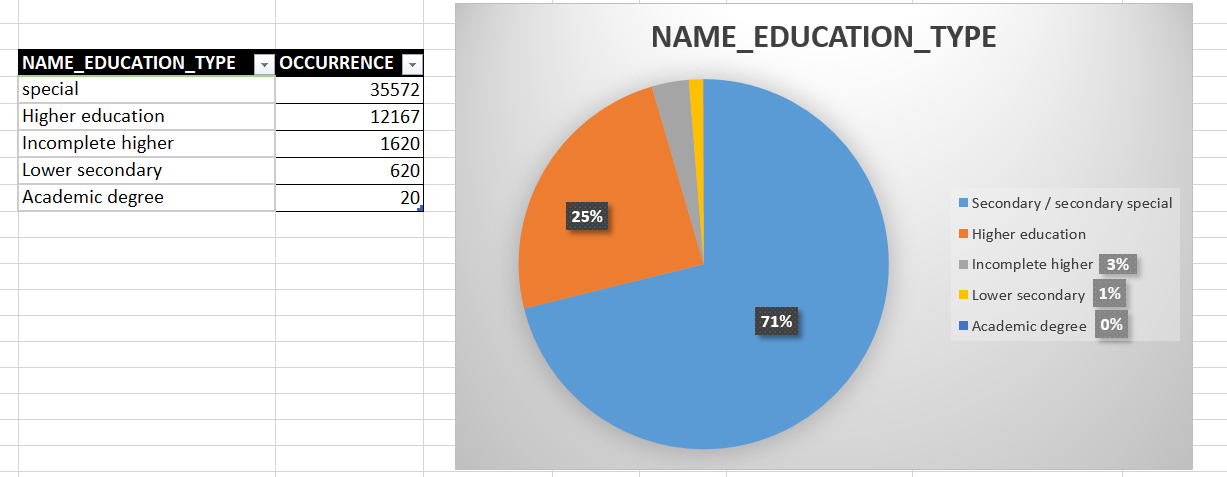 NAME_EDUCATION_TYPE OCCURRENCE
special 35572
Higher education 12167
Incomplete higher 1620
Lower secondary 620
Academic degree 20
NAME_EDUCATION_TYPE
25%
71%
Secondary / secondary special
Higher education
Incomplete higher 3%
Lower secondary 1%
Academic degree 0%